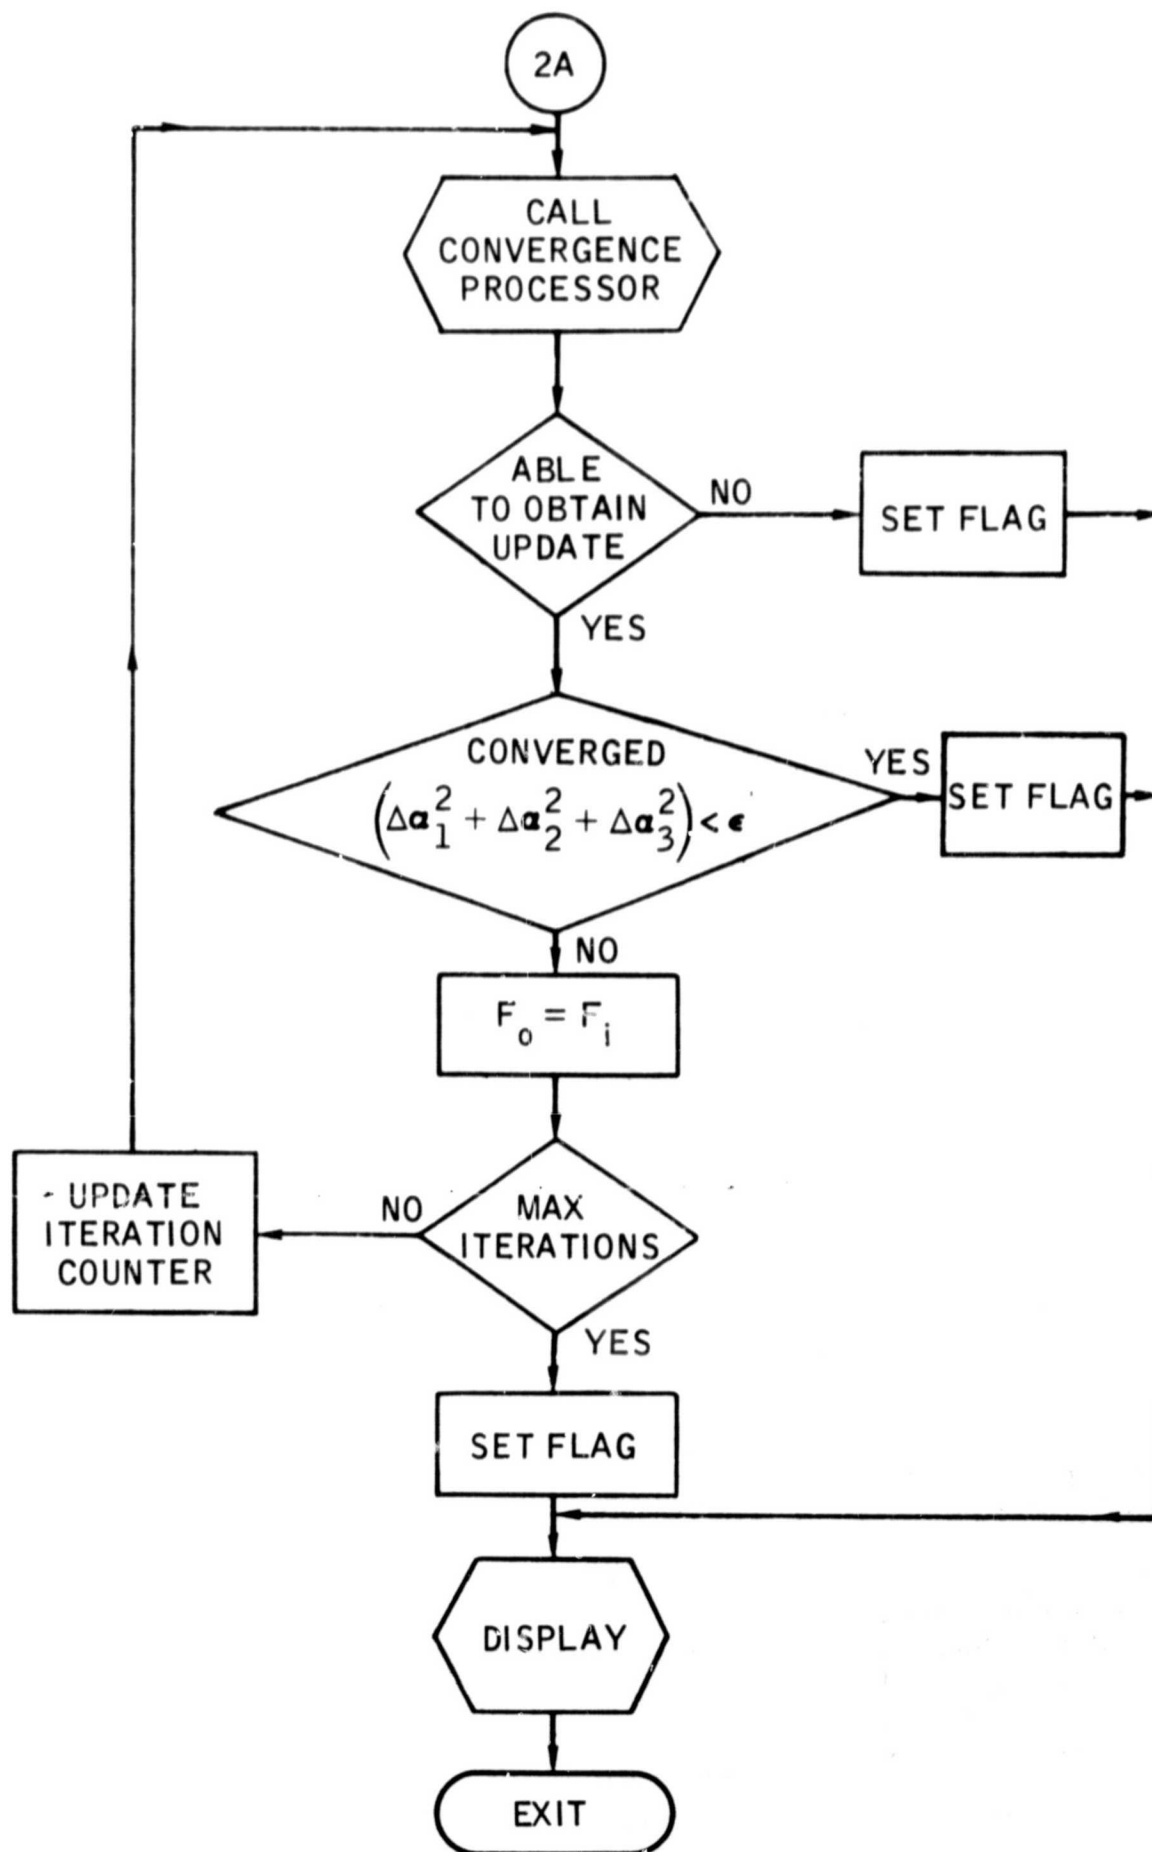 2A
CALL
CONVERGENCE
PROCESSOR
ABLE
TO OBTAIN
UPDATE
NO
SET FLAG
YES
CONVERGED
(Δα₁² + Δα₂² + Δα₃²) < ϵ
YES
SET FLAG
NO
F₀ = Fᵢ
MAX
ITERATIONS
NO
UPDATE
ITERATION
COUNTER
YES
SET FLAG
DISPLAY
EXIT